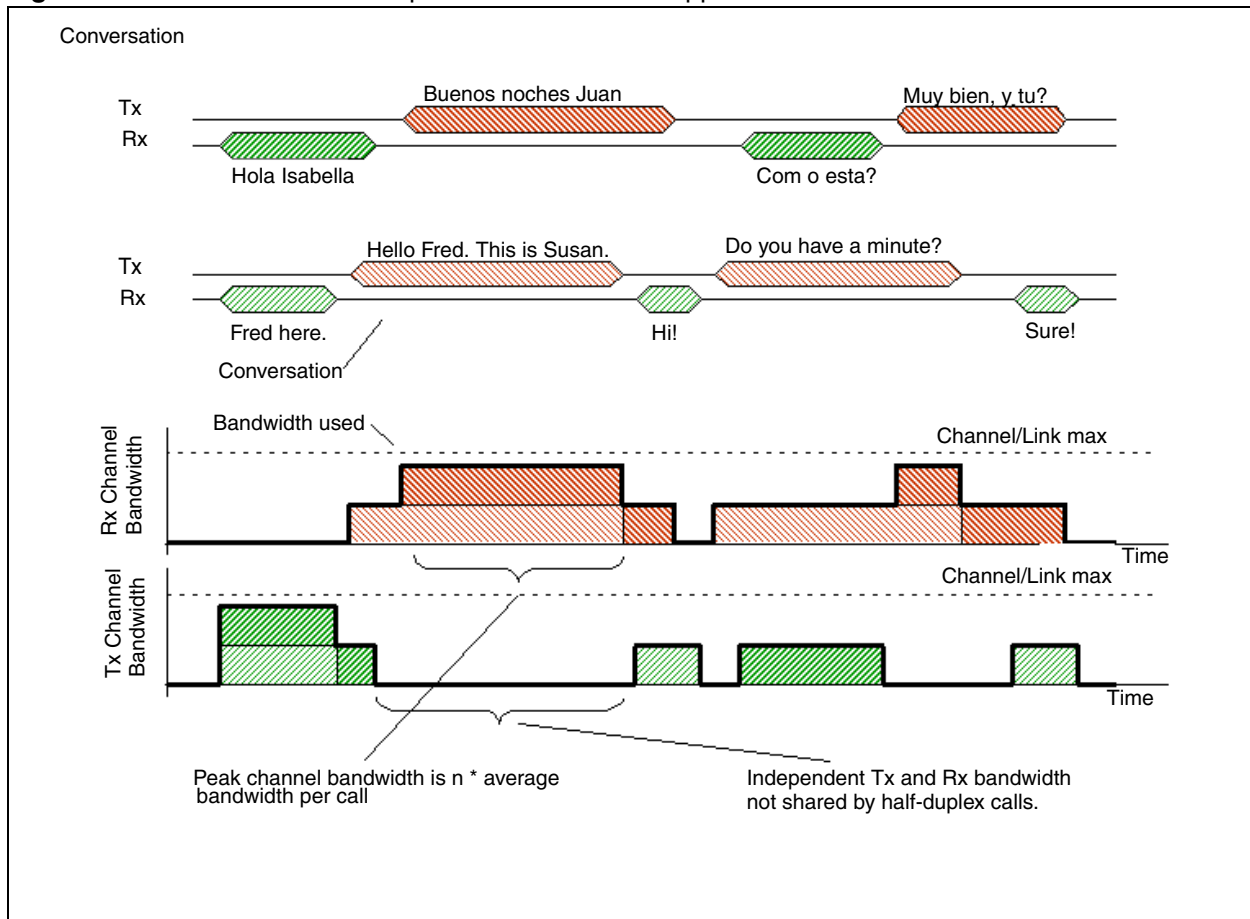 Conversation
Buenos noches Juan
Muy bien, y tu?
Tx
Rx
Hola Isabella
Com o esta?
Hello Fred. This is Susan.
Do you have a minute?
Tx
Rx
Fred here.
Hi!
Sure!
Conversation
Bandwidth used
Channel/Link max
Rx Channel
Bandwidth
Time
Channel/Link max
Tx Channel
Bandwidth
Time
Peak channel bandwidth is n * average
bandwidth per call
Independent Tx and Rx bandwidth
not shared by half-duplex calls.